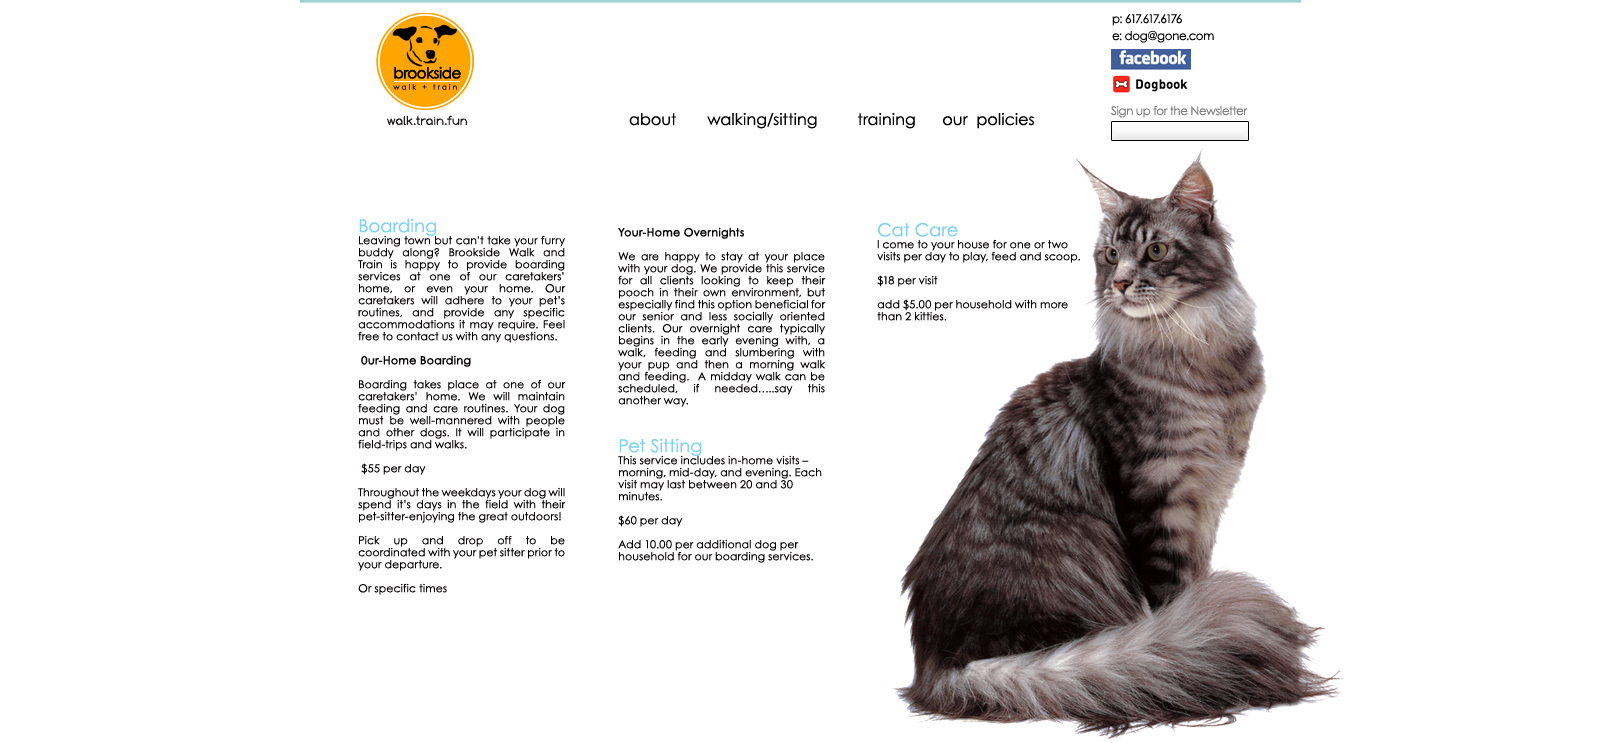 brookside
walk + train
walk.train.fun
about walking/sitting training our policies
p: 617.617.6176
e: dog@gone.com
facebook
Dogbook
Sign up for the Newsletter
Boarding
Leaving town but can't take your furry
buddy along? Brookside Walk and
Train is happy to provide boarding
services at one of our caretakers'
home, or even your home. Our
caretakers will adhere to your pet's
routines, and provide any specific
accommodations it may require. Feel
free to contact us with any questions.
0ur-Home Boarding
Boarding takes place at one of our
caretakers' home. We will maintain
feeding and care routines. Your dog
must be well-mannered with people
and other dogs. It will participate in
field-trips and walks.
$55 per day
Throughout the weekdays your dog will
spend it's days in the field with their
pet-sitter-enjoying the great outdoors!
Pick up and drop off to be
coordinated with your pet sitter prior to
your departure.
Or specific times
Your-Home Overnights
We are happy to stay at your place
with your dog. We provide this service
for all clients looking to keep their
pooch in their own environment, but
especially find this option beneficial for
our senior and less socially oriented
clients. Our overnight care typically
begins in the early evening with, a
walk, feeding and slumbering with
your pup and then a morning walk
and feeding. A midday walk can be
scheduled, if needed.....say this
another way.
Pet Sitting
This service includes in-home visits –
morning, mid-day, and evening. Each
visit may last between 20 and 30
minutes.
$60 per day
Add 10.00 per additional dog per
household for our boarding services.
Cat Care
I come to your house for one or two
visits per day to play, feed and scoop.
$18 per visit
add $5.00 per household with more
than 2 kitties.